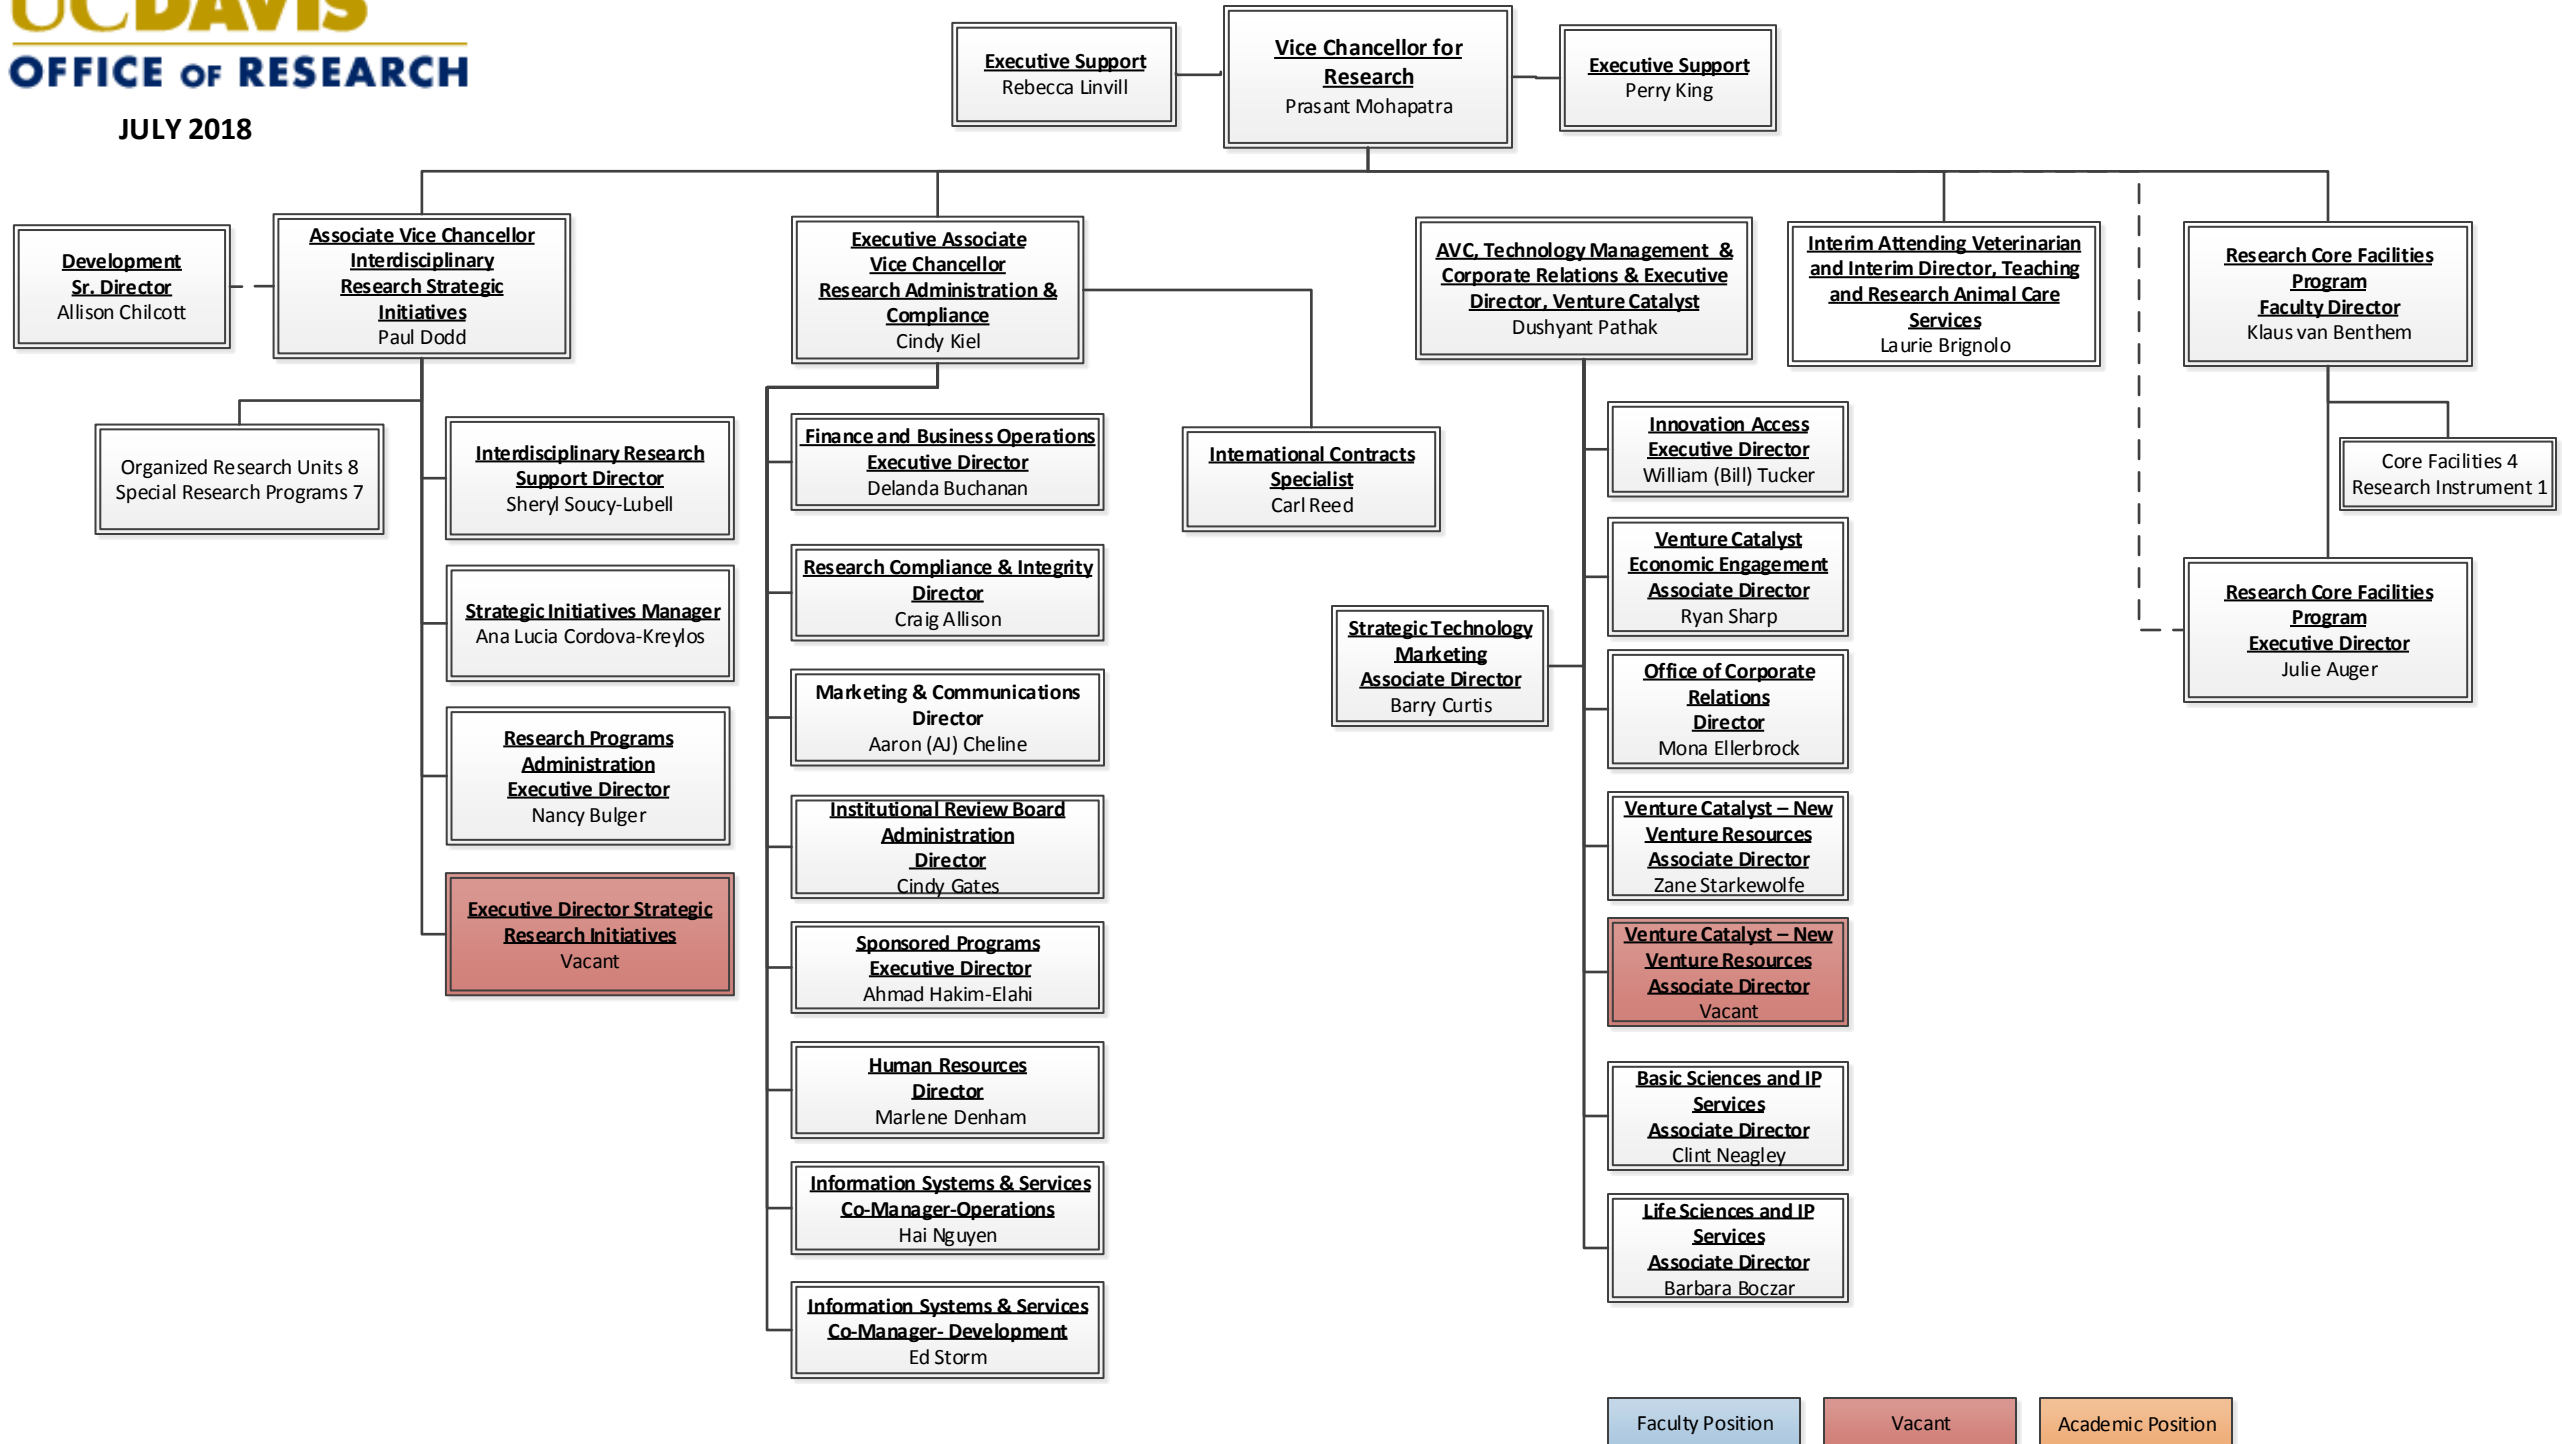 UCDAVIS
OFFICE OF RESEARCH
JULY 2018
Executive Support
Rebecca Linvill
Vice Chancellor for
Research
Prasant Mohapatra
Executive Support
Perry King
Development
Sr. Director
Allison Chilcott
Associate Vice Chancellor
Interdisciplinary
Research Strategic
Initiatives
Paul Dodd
Executive Associate
Vice Chancellor
Research Administration &
Compliance
Cindy Kiel
AVC, Technology Management &
Corporate Relations & Executive
Director, Venture Catalyst
Dushyant Pathak
Interim Attending Veterinarian
and Interim Director, Teaching
and Research Animal Care
Services
Laurie Brignolo
Research Core Facilities
Program
Faculty Director
Klaus van Benthem
Organized Research Units 8
Special Research Programs 7
Interdisciplinary Research
Support Director
Sheryl Soucy-Lubell
Strategic Initiatives Manager
Ana Lucia Cordova-Kreylos
Research Programs
Administration
Executive Director
Nancy Bulger
Executive Director Strategic
Research Initiatives
Vacant
Finance and Business Operations
Executive Director
Delanda Buchanan
Research Compliance & Integrity
Director
Craig Allison
Marketing & Communications
Director
Aaron (AJ) Cheline
Institutional Review Board
Administration
Director
Cindy Gates
Sponsored Programs
Executive Director
Ahmad Hakim-Elahi
Human Resources
Director
Marlene Denham
Information Systems & Services
Co-Manager-Operations
Hai Nguyen
Information Systems & Services
Co-Manager- Development
Ed Storm
International Contracts
Specialist
Carl Reed
Strategic Technology
Marketing
Associate Director
Barry Curtis
Innovation Access
Executive Director
William (Bill) Tucker
Venture Catalyst
Economic Engagement
Associate Director
Ryan Sharp
Office of Corporate
Relations
Director
Mona Ellerbrock
Venture Catalyst – New
Venture Resources
Associate Director
Zane Starkewolfe
Venture Catalyst – New
Venture Resources
Associate Director
Vacant
Basic Sciences and IP
Services
Associate Director
Clint Neagley
Life Sciences and IP
Services
Associate Director
Barbara Boczar
Core Facilities 4
Research Instrument 1
Research Core Facilities
Program
Executive Director
Julie Auger
Faculty Position
Vacant
Academic Position